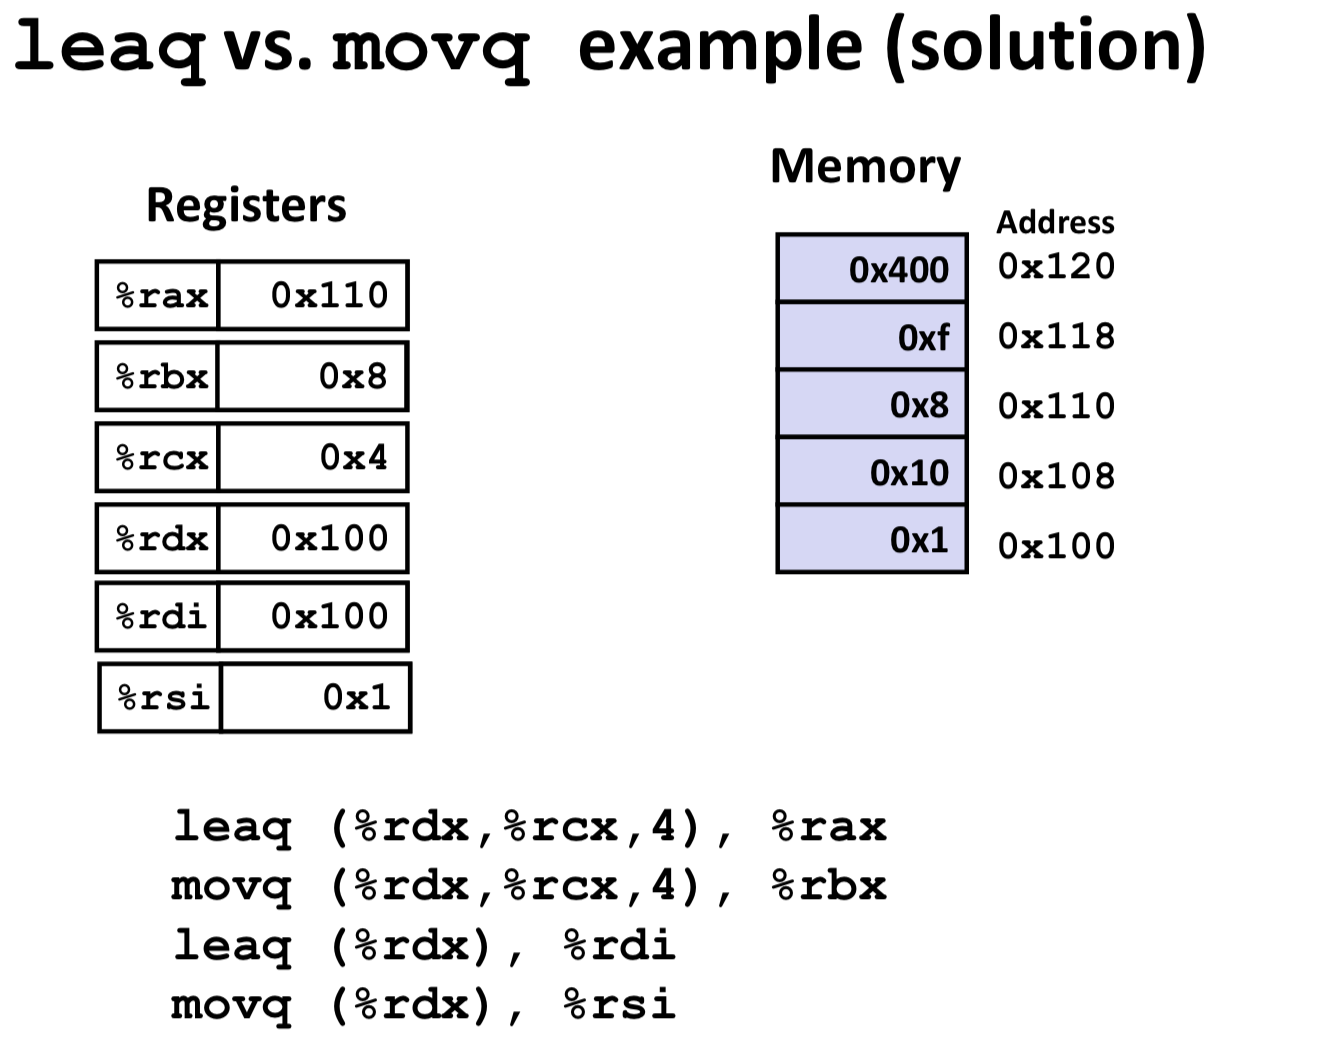 leaq vs. movq example (solution)
Registers
%rax 0x110
%rbx 0x8
%rcx 0x4
%rdx 0x100
%rdi 0x100
%rsi 0x1
Memory
Address
0x400 0x120
0xf 0x118
0x8 0x110
0x10 0x108
0x1 0x100
leaq (%rdx,%rcx,4), %rax
movq (%rdx,%rcx,4), %rbx
leaq (%rdx), %rdi
movq (%rdx), %rsi